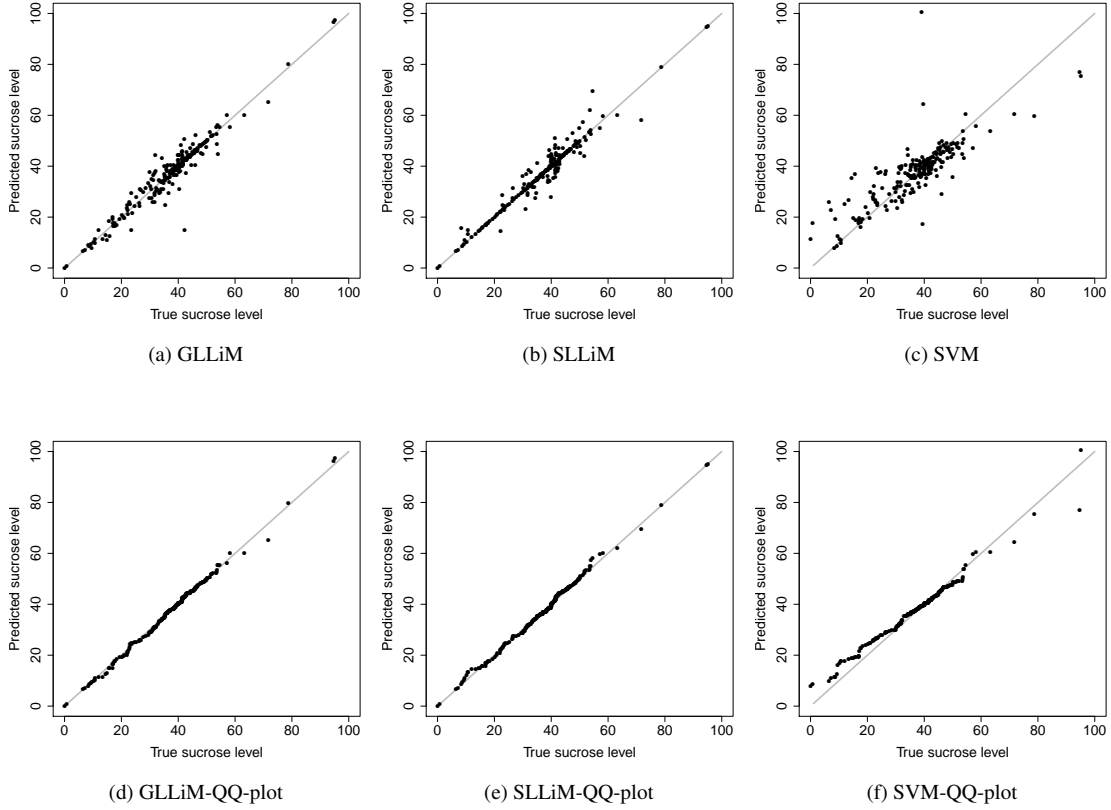 Predicted sucrose level
100
80
60
40
20
0
0 20 40 60 80 100
True sucrose level
(a) GLLiM
Predicted sucrose level
100
80
60
40
20
0
0 20 40 60 80 100
True sucrose level
(b) SLLiM
Predicted sucrose level
100
80
60
40
20
0
0 20 40 60 80 100
True sucrose level
(c) SVM
Predicted sucrose level
100
80
60
40
20
0
0 20 40 60 80 100
True sucrose level
(d) GLLiM-QQ-plot
Predicted sucrose level
100
80
60
40
20
0
0 20 40 60 80 100
True sucrose level
(e) SLLiM-QQ-plot
Predicted sucrose level
100
80
60
40
20
0
0 20 40 60 80 100
True sucrose level
(f) SVM-QQ-plot